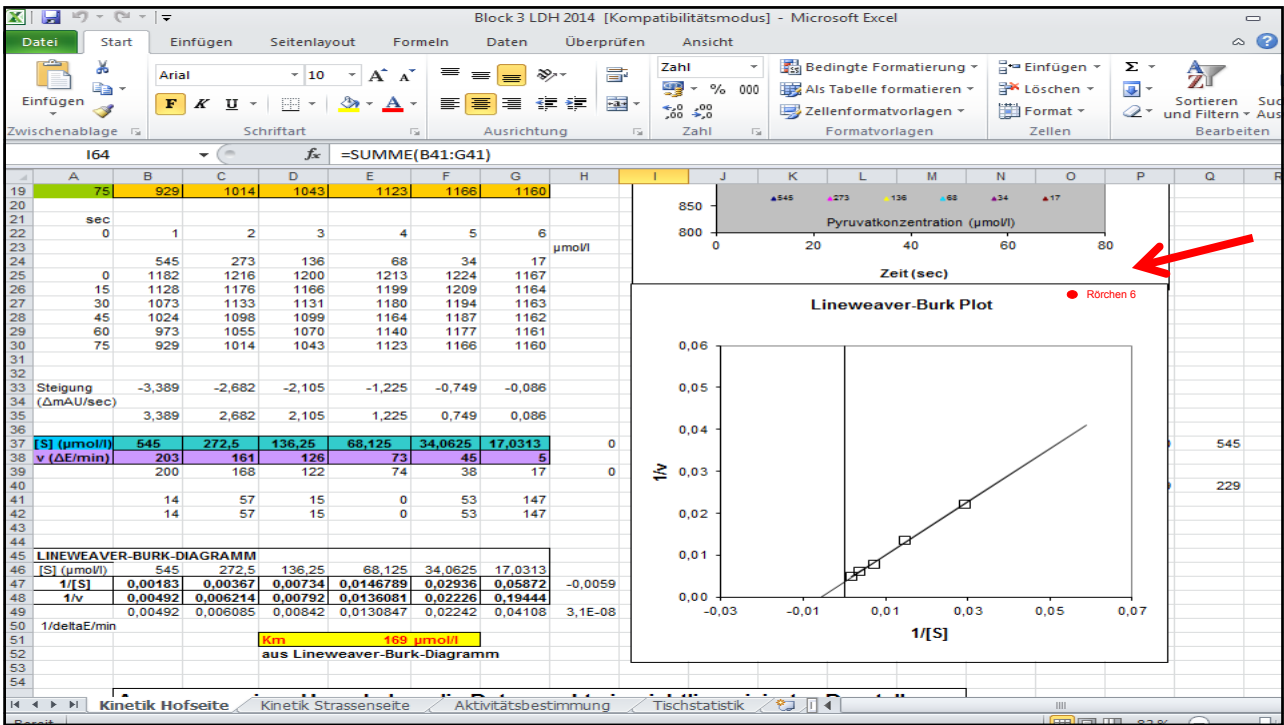 Block 3 LDH 2014 [Kompatibilitätsmodus] - Microsoft Excel
Datei Start Einfügen Seitenlayout Formeln Daten Überprüfen Ansicht
Arial 10 Zahl Bedingte Formatierung Einfügen Σ
Einfügen F K U % 000 Als Tabelle formatieren Löschen Sortieren und Filtern
Zellenformatvorlagen Format
Zwischenablage Schriftart Ausrichtung Zahl Formatvorlagen Zellen Bearbeiten
I64 fx =SUMME(B41:G41)
A B C D E F G H I J K L M N O P Q R
19 75 929 1014 1043 1123 1166 1160
20
21 sec
22 0 1 2 3 4 5 6
23 µmol/l
24 545 273 136 68 34 17
25 0 1182 1216 1200 1213 1224 1167
26 15 1128 1176 1166 1199 1209 1164
27 30 1073 1133 1131 1180 1194 1163
28 45 1024 1098 1099 1164 1187 1162
29 60 973 1055 1070 1140 1177 1161
30 75 929 1014 1043 1123 1166 1160
31
32
33 Steigung -3,389 -2,682 -2,105 -1,225 -0,749 -0,086
34 (ΔmAU/sec)
35 3,389 2,682 2,105 1,225 0,749 0,086
36
37 [S] (µmol/l) 545 272,5 136,25 68,125 34,0625 17,0313 0 545
38 v (ΔE/min) 203 161 126 73 45 5
39 200 168 122 74 38 17 0
40 229
41 14 57 15 0 53 147
42 14 57 15 0 53 147
43
44
45 LINEWEAVER-BURK-DIAGRAMM
46 [S] (µmol/l) 545 272,5 136,25 68,125 34,0625 17,0313
47 1/[S] 0,00183 0,00367 0,00734 0,0146789 0,02936 0,05872 -0,0059
48 1/v 0,00492 0,006214 0,00792 0,0136081 0,02226 0,19444
49 0,00492 0,006085 0,00842 0,0130847 0,02242 0,04108 3,1E-08
50 1/deltaE/min
51 Km 169 µmol/l
52 aus Lineweaver-Burk-Diagramm
53
54
850
800
545 273 136 68 34 17
Pyruvatkonzentration (µmol/l)
0 20 40 60 80
Zeit (sec)
Lineweaver-Burk Plot
Rörchen 6
0,06
0,05
0,04
0,03
0,02
0,01
0,00
1/v
-0,03 -0,01 0,01 0,03 0,05 0,07
1/[S]
Kinetik Hofseite Kinetik Strassenseite Aktivitätsbestimmung Tischstatistik